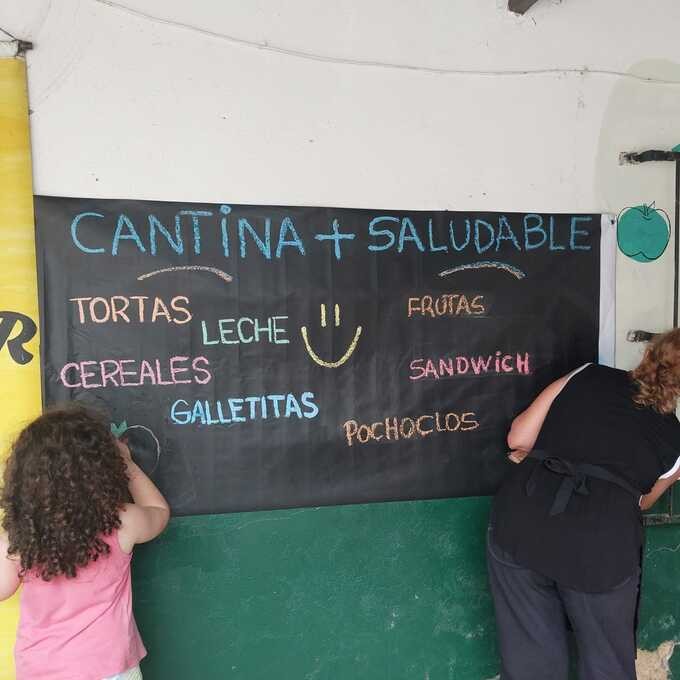 CANTiNA + SALUDABLE
TORTAS
FRUTAS
LECHE
CEREALES
SANDWiCH
GALLETITAS
POCHOCLOS
R